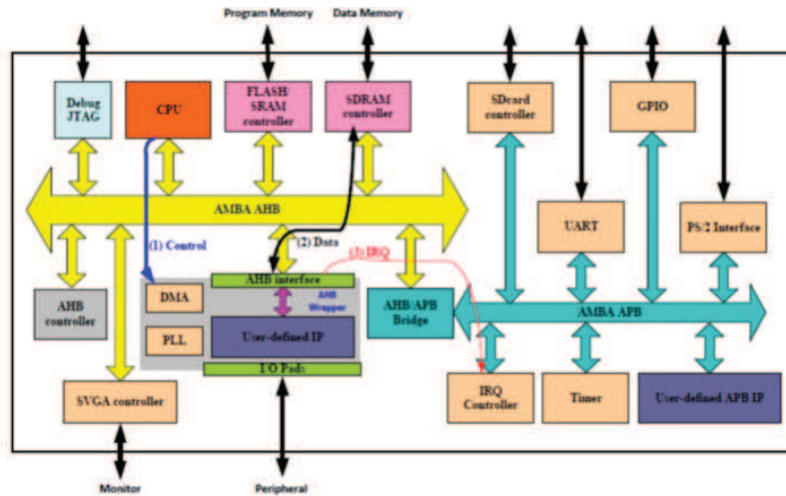 Program Memory
Data Memory
Debug
JTAG
CPU
FLASH/
SRAM
controller
SDRAM
controller
SDcard
controller
GPIO
AMBA AHB
UART
PS/2 Interface
(1) Control
(2) Data
(3) IRQ
AHB
controller
DMA
AHB interface
AHB
Wrapper
PLL
User-defined IP
I/O Pads
AHB/APB
Bridge
AMBA APB
SVGA controller
IRQ
Controller
Timer
User-defined APB IP
Monitor
Peripheral